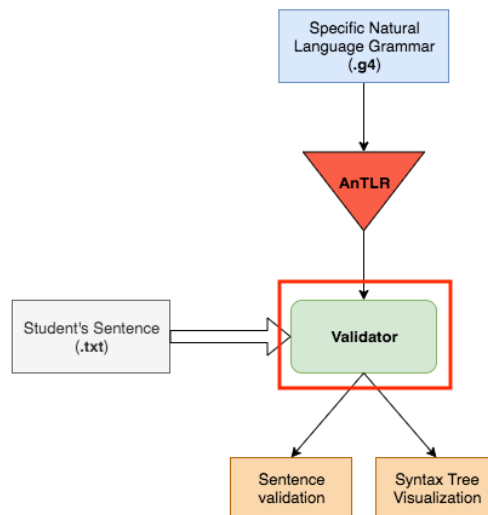 Specific Natural
Language Grammar
(.g4)
AnTLR
Student's Sentence
(.txt)
Validator
Sentence
validation
Syntax Tree
Visualization